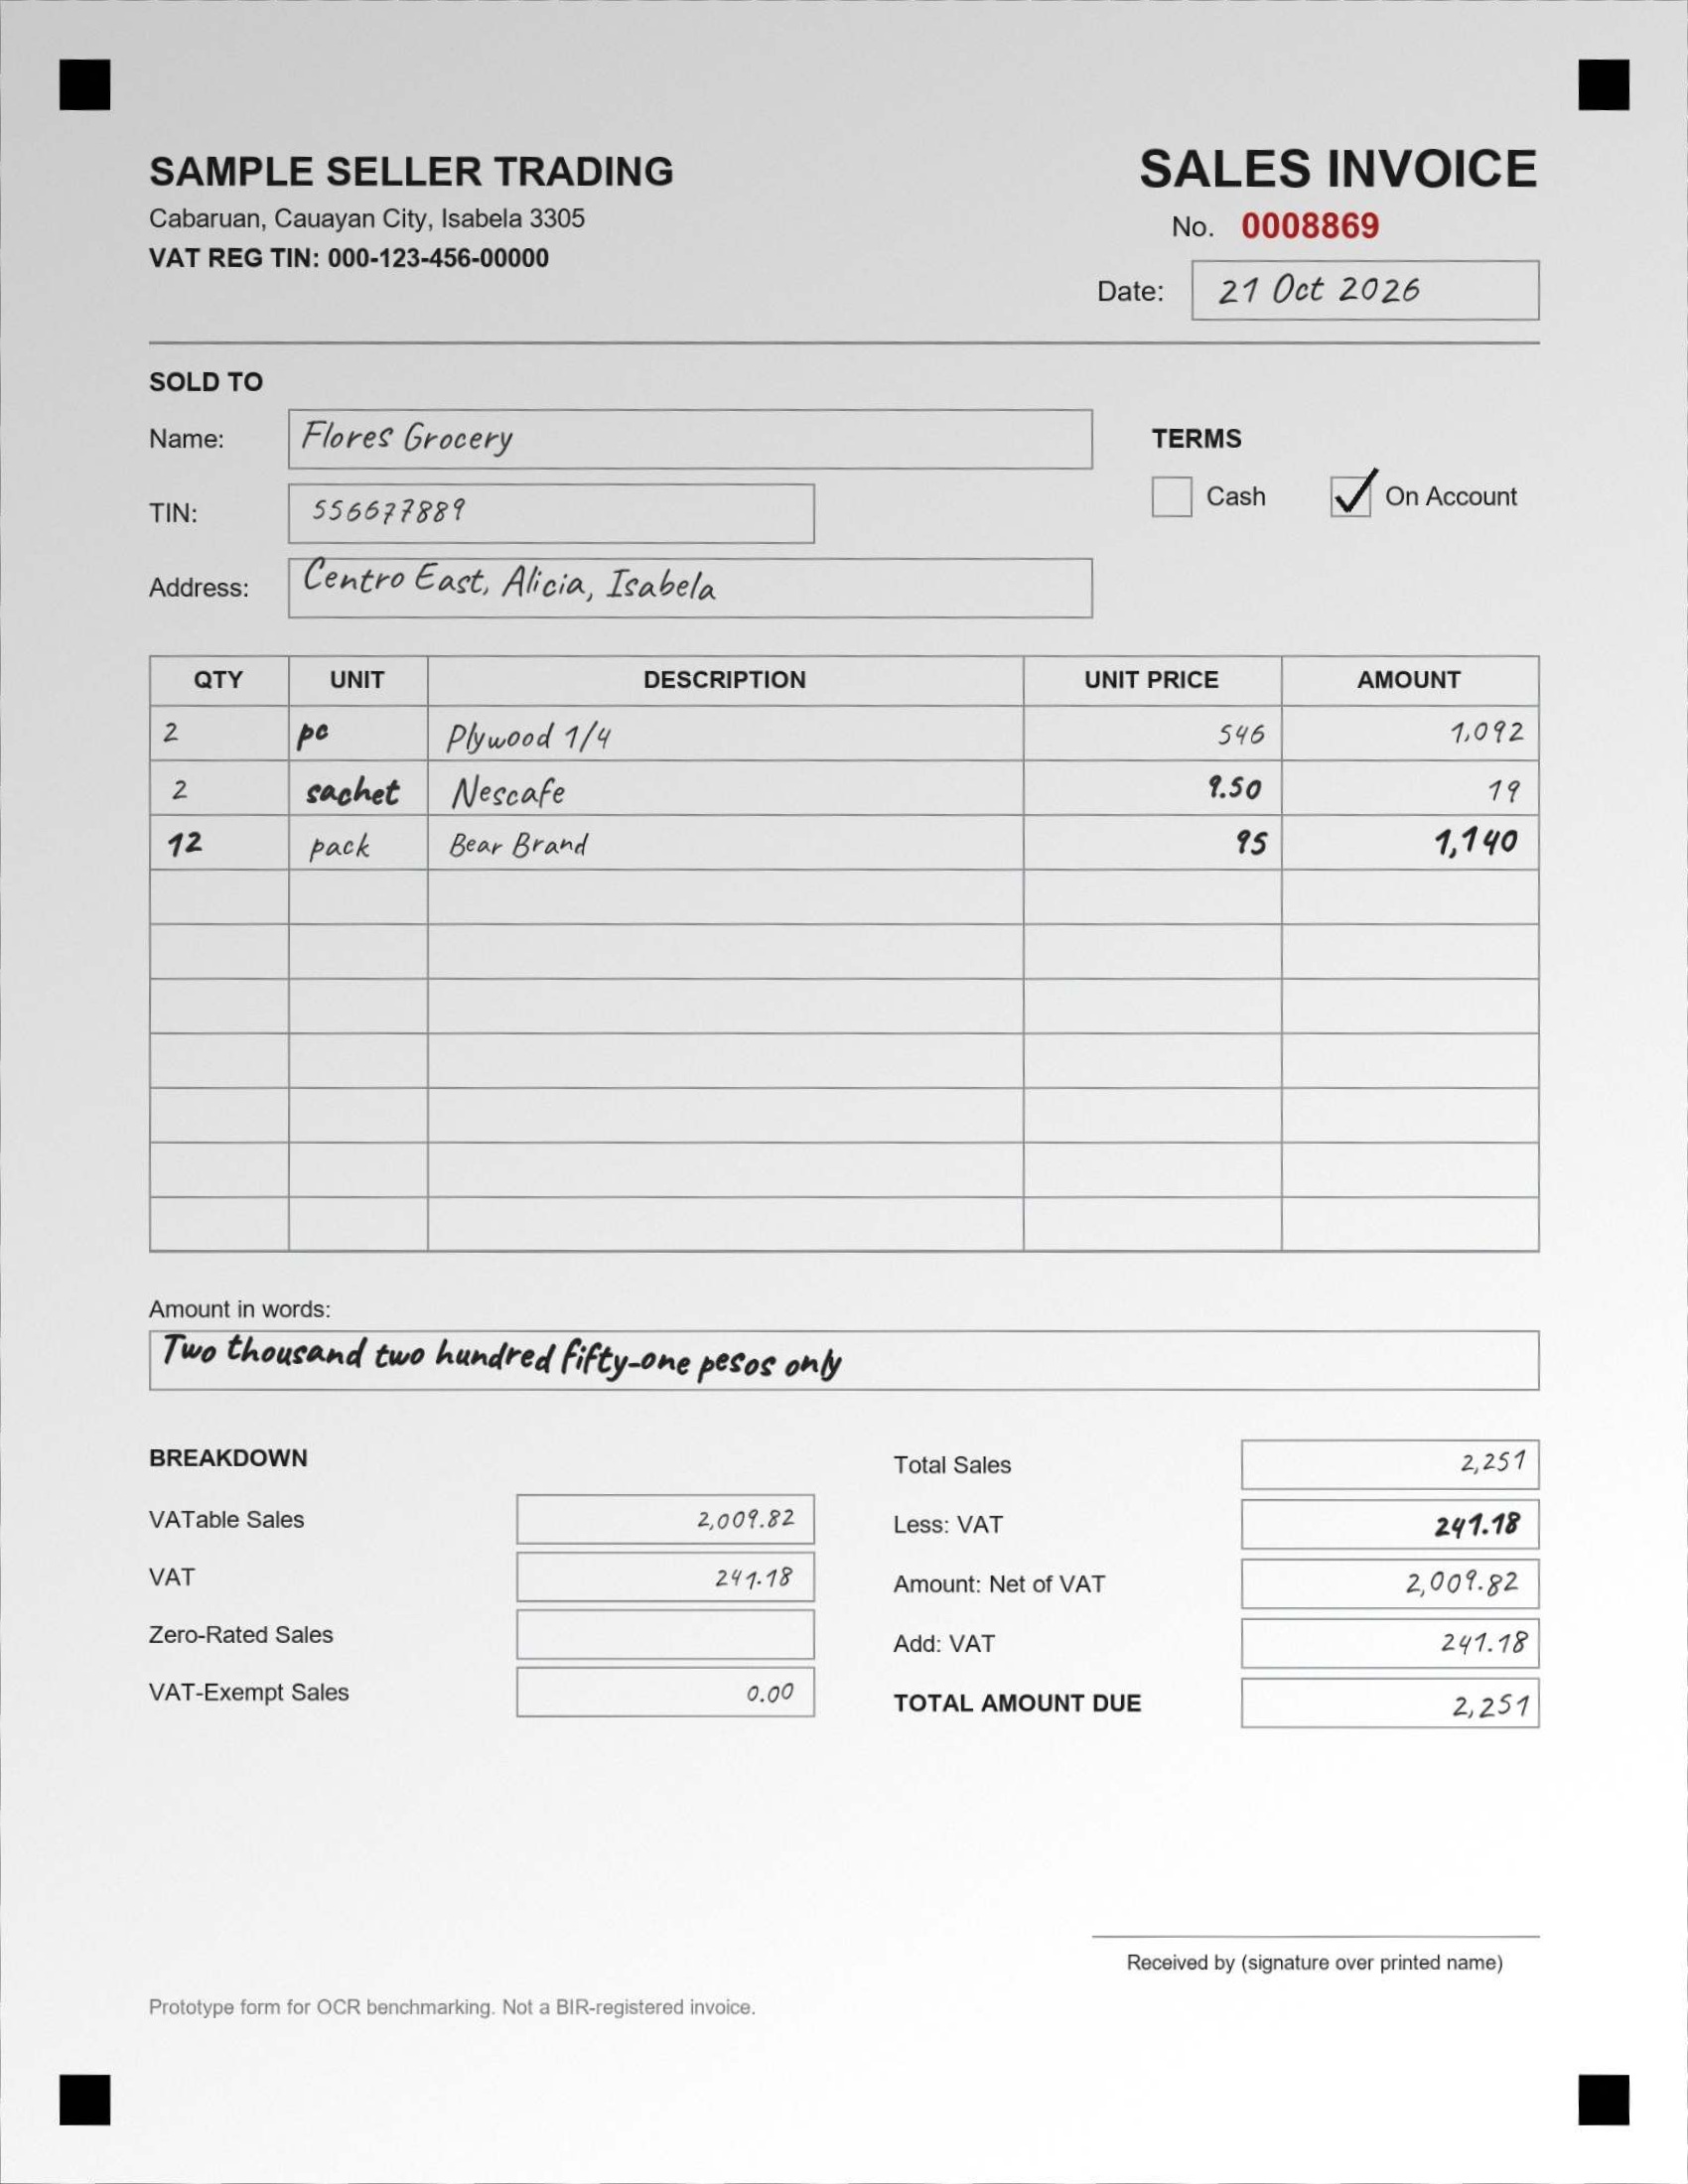 SAMPLE SELLER TRADING
Cabaruan, Cauayan City, Isabela 3305
VAT REG TIN: 000-123-456-00000
SALES INVOICE
No. 0008869
Date: 21 Oct 2026
SOLD TO
Name: Flores Grocery
TIN: 556677889
Address: Centro East, Alicia, Isabela
TERMS
Cash On Account
QTY UNIT DESCRIPTION UNIT PRICE AMOUNT
2 pc Plywood 1/4 546 1,092
2 sachet Nescafe 9.50 19
12 pack Bear Brand 95 1,140
Amount in words:
Two thousand two hundred fifty-one pesos only
BREAKDOWN
VATable Sales 2,009.82
VAT 241.18
Zero-Rated Sales
VAT-Exempt Sales 0.00
Total Sales 2,251
Less: VAT 241.18
Amount: Net of VAT 2,009.82
Add: VAT 241.18
TOTAL AMOUNT DUE 2,251
Received by (signature over printed name)
Prototype form for OCR benchmarking. Not a BIR-registered invoice.